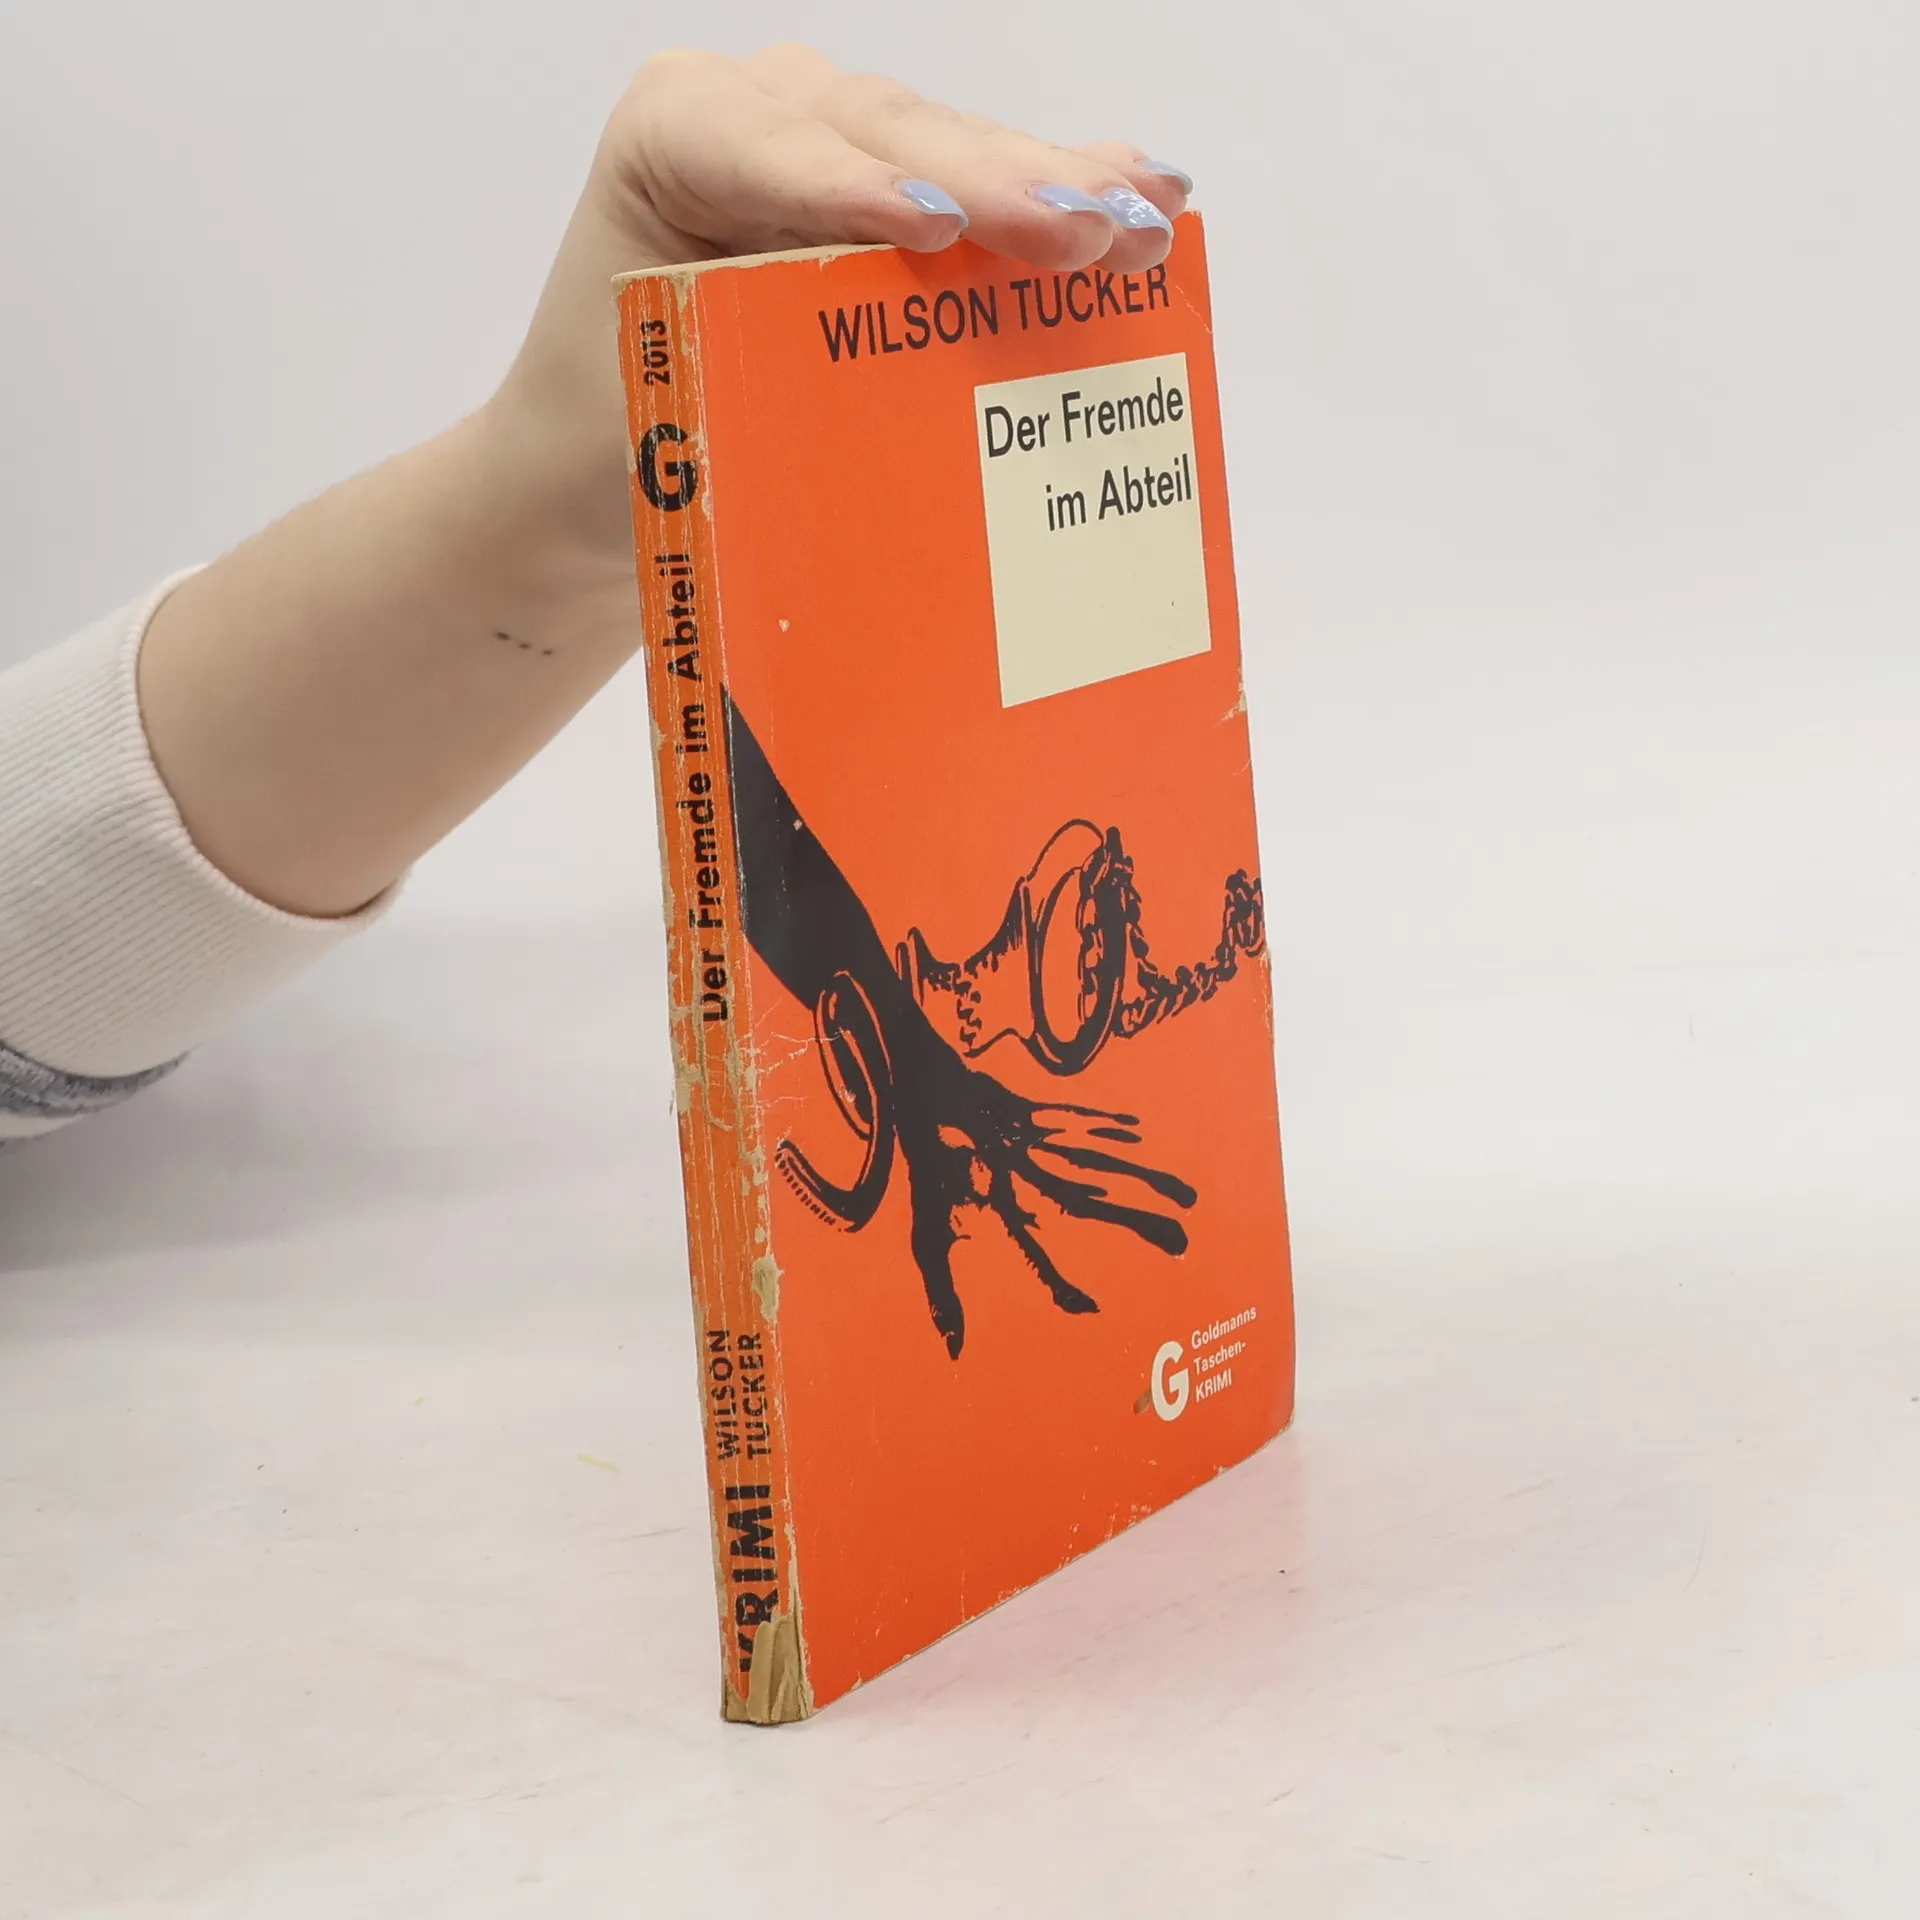 WILSON TUCKER
Der Fremde
im Abteil
G
Goldmanns
Taschen-
KRIMI
2013
G
Der Fremde im Abteil
WILSON
TUCKER
KRIMI